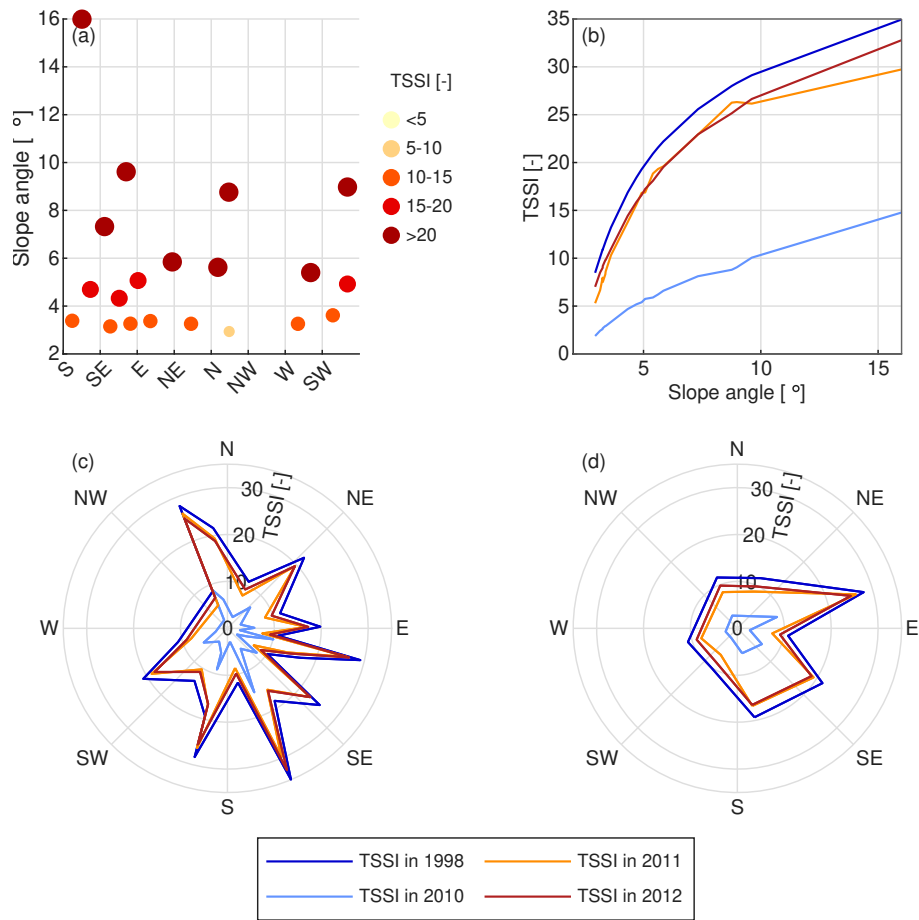 (a)
16
14
12
10
8
6
4
2
Slope angle [ °]
S
SE
E
NE
N
NW
W
SW
TSSI [-]
<5
5-10
10-15
15-20
>20
(b)
35
30
25
20
15
10
5
0
TSSI [-]
5
10
15
Slope angle [ °]
(c)
N
NE
E
SE
S
SW
W
NW
TSSI [-]
30
20
10
0
(d)
N
NE
E
SE
S
SW
W
NW
TSSI [-]
30
20
10
0
TSSI in 1998
TSSI in 2011
TSSI in 2010
TSSI in 2012